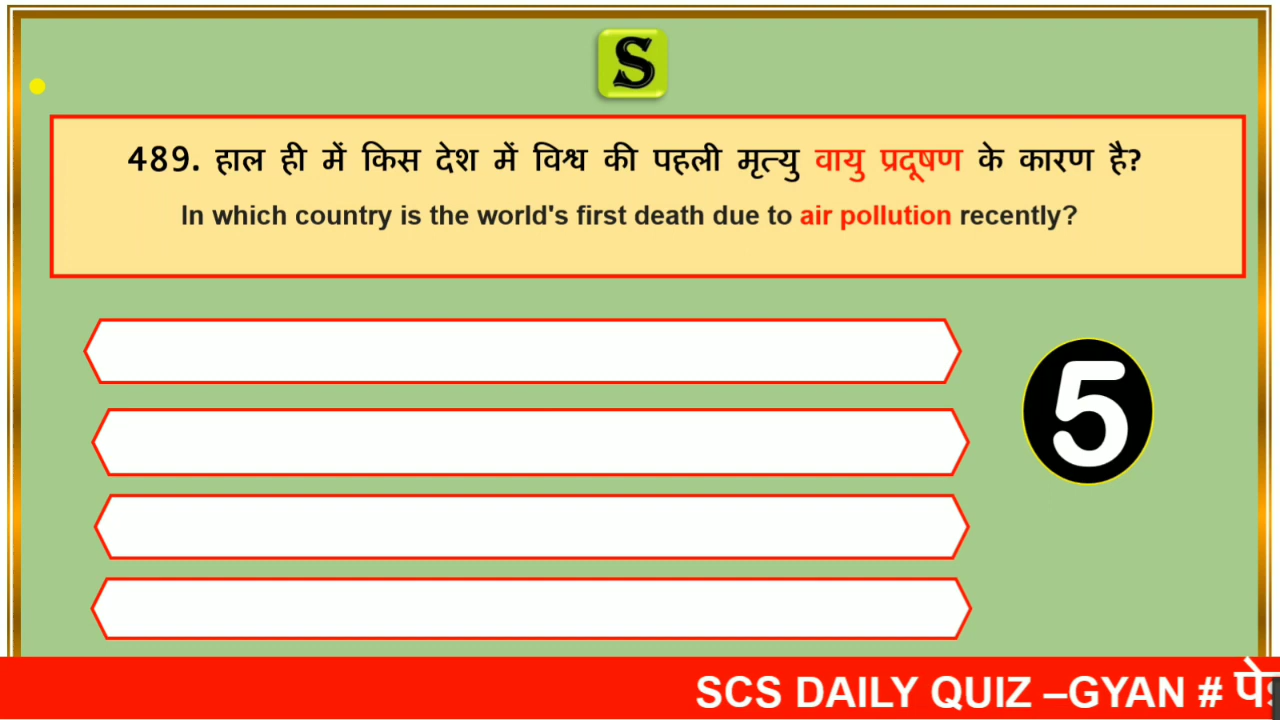 S
489. हाल ही में किस देश में विश्व की पहली मृत्यु वायु प्रदूषण के कारण है?
In which country is the world's first death due to air pollution recently?
5
SCS DAILY QUIZ –GYAN #